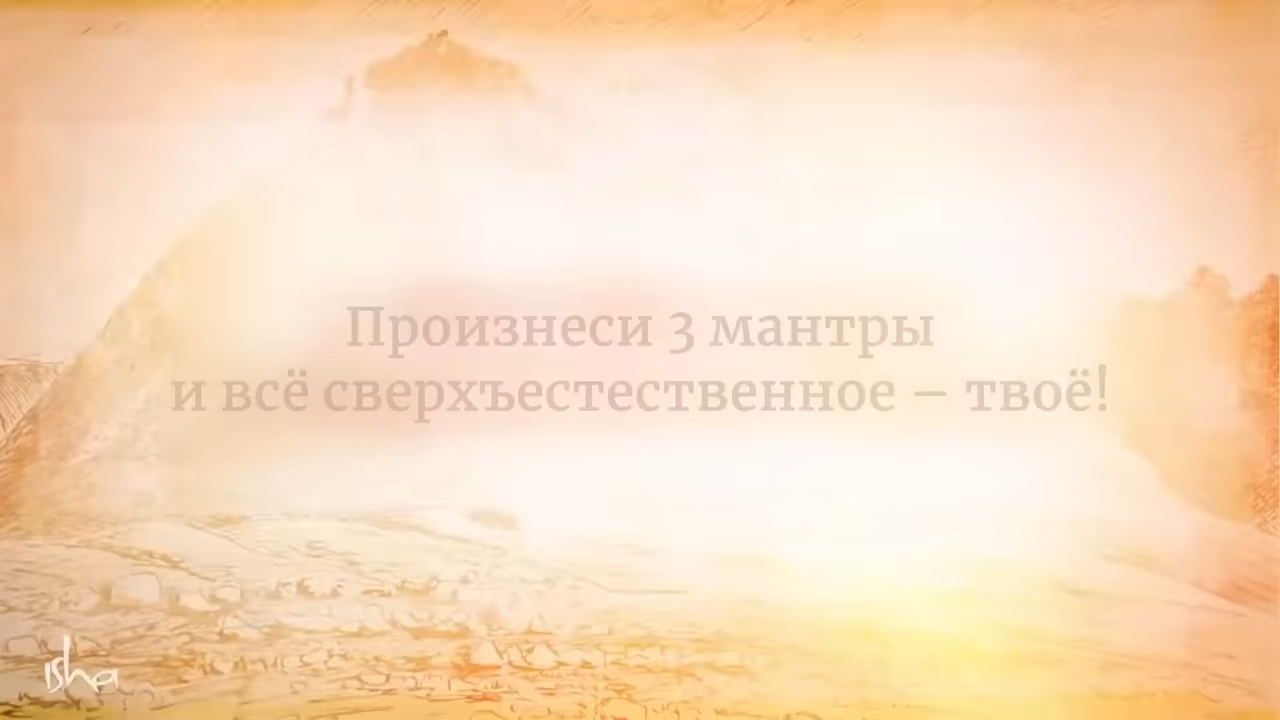 Произнеси 3 мантры
и всё сверхъестественное – твоё!
isha